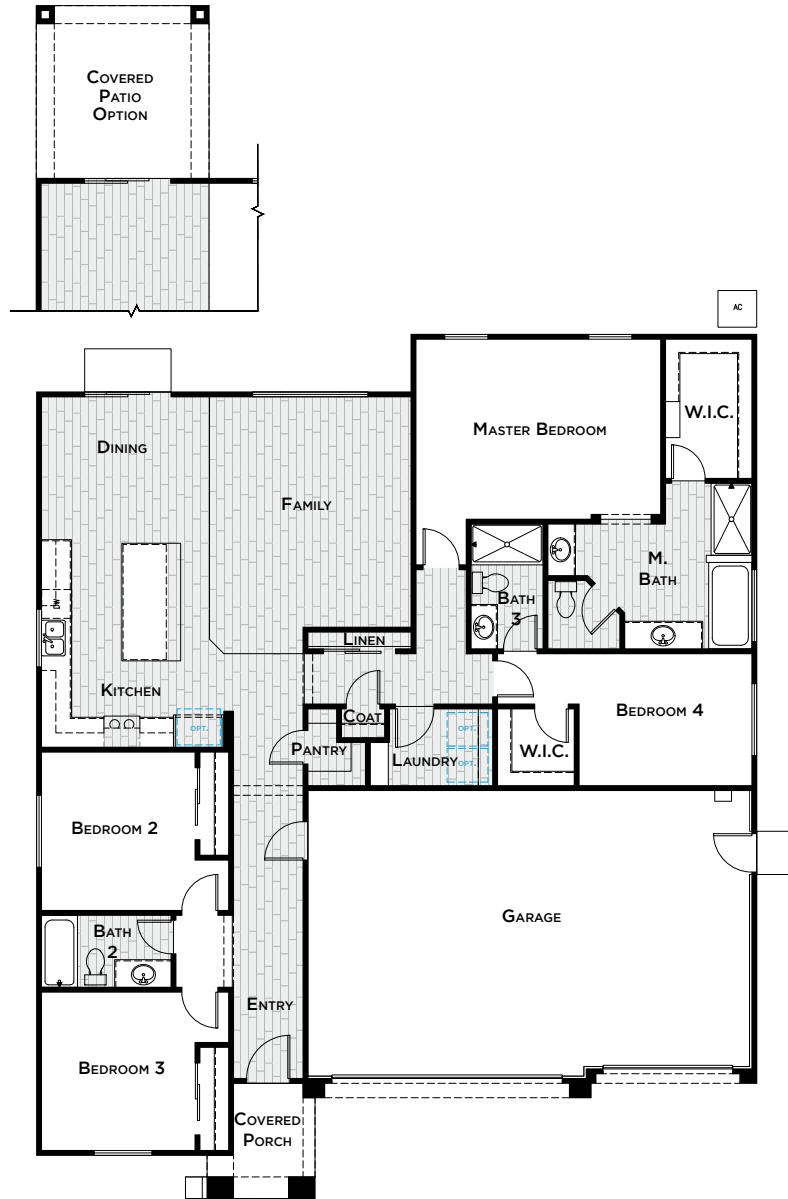 Covered
Patio
Option
AC
Dining
Family
Master Bedroom
W.I.C.
M.
Bath
DW
Bath
3
Linen
Kitchen
OPT.
Coat
Pantry
Laundry
OPT.
OPT.
W.I.C.
Bedroom 4
Bedroom 2
Garage
Bath
2
Entry
Bedroom 3
Covered
Porch